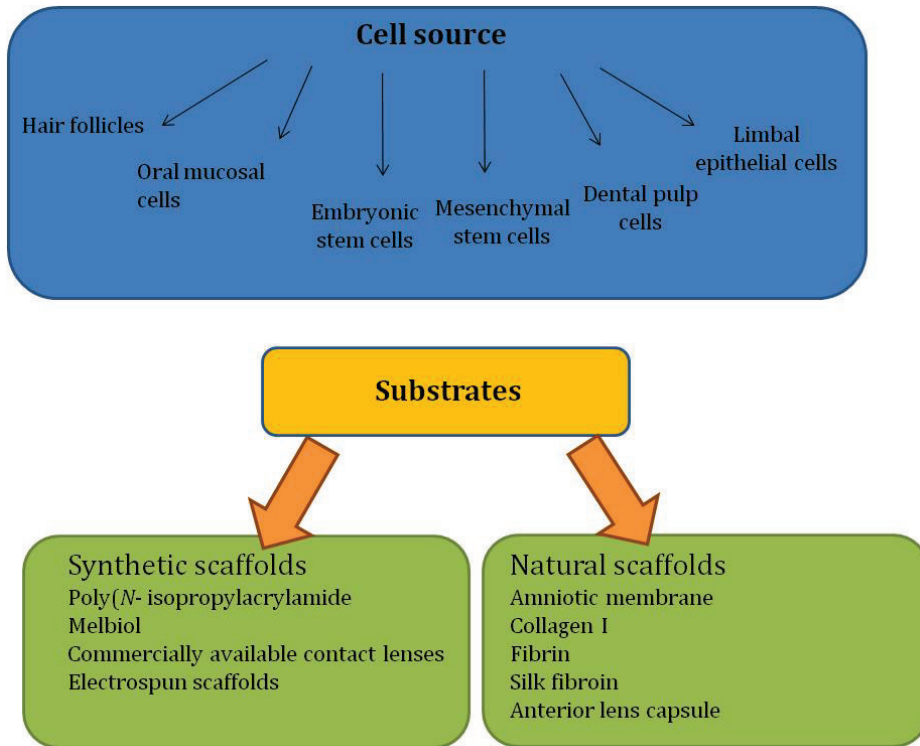 Cell source
Hair follicles
Oral mucosal
cells
Embryonic
stem cells
Mesenchymal
stem cells
Dental pulp
cells
Limbal
epithelial cells
Substrates
Synthetic scaffolds
Poly(N- isopropylacrylamide
Melbiol
Commercially available contact lenses
Electrospun scaffolds
Natural scaffolds
Amniotic membrane
Collagen I
Fibrin
Silk fibroin
Anterior lens capsule